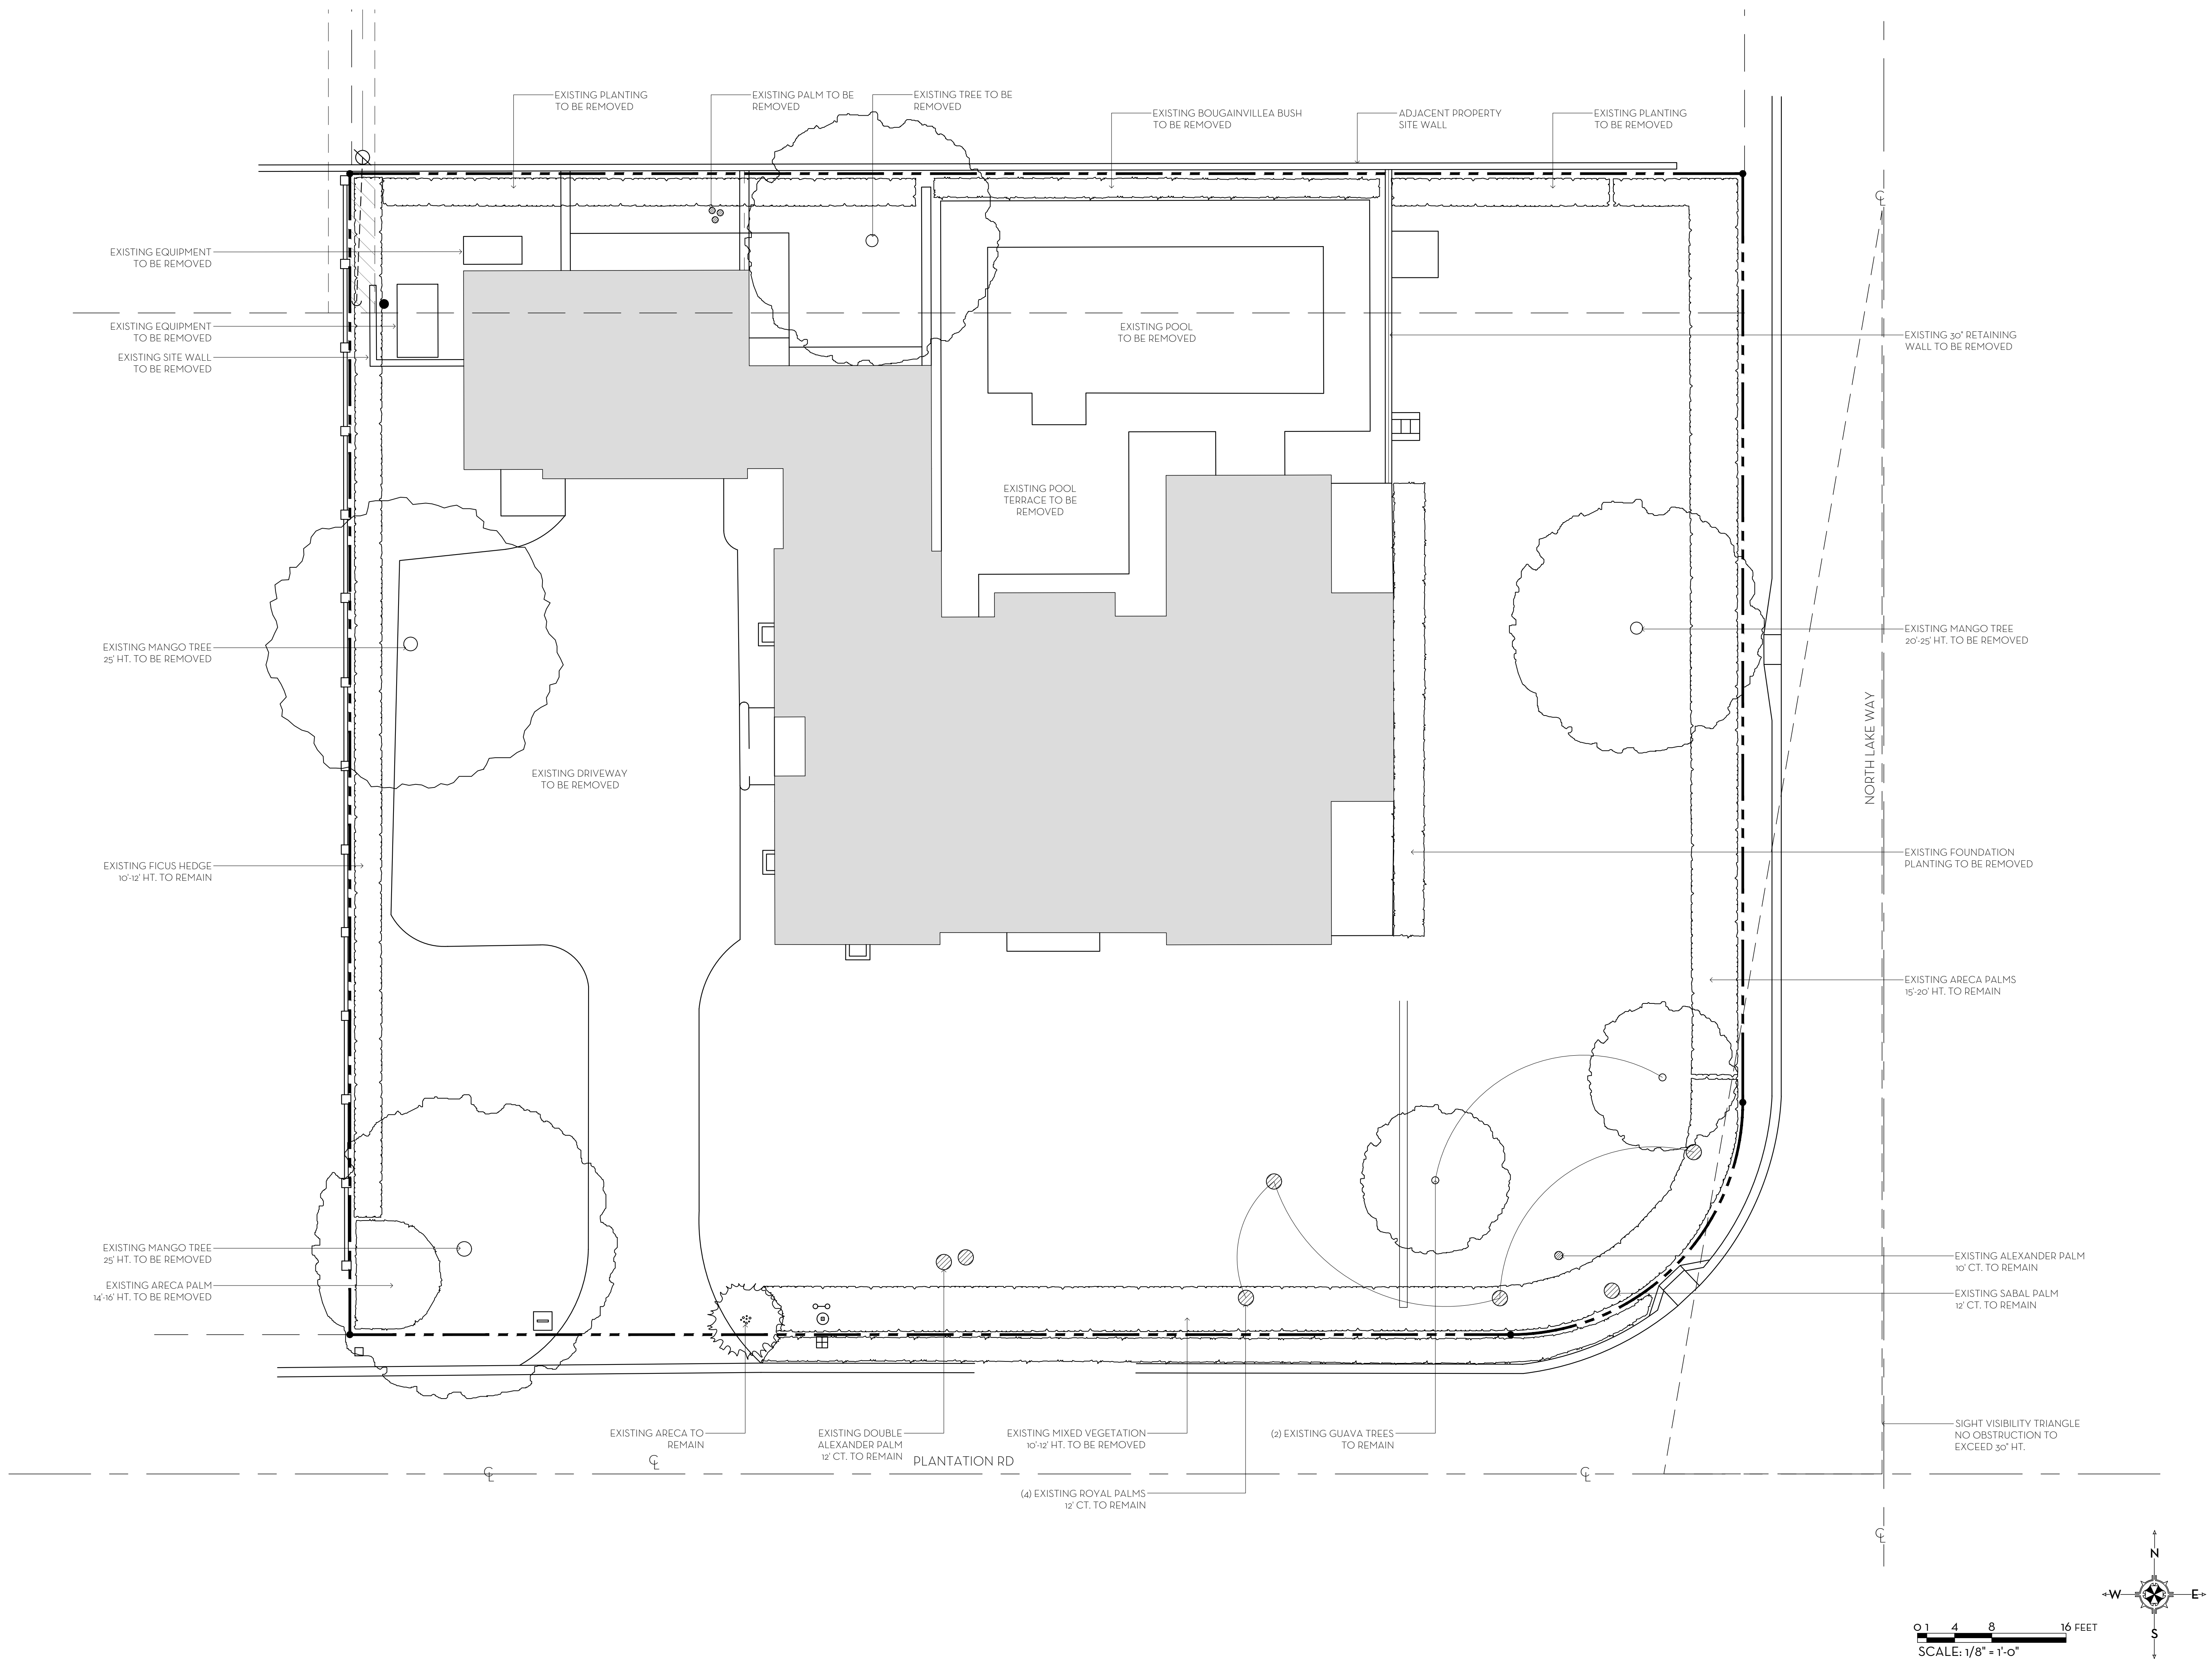 EXISTING PLANTING
TO BE REMOVED
EXISTING PALM TO BE
REMOVED
EXISTING TREE TO BE
REMOVED
EXISTING BOUGAINVILLEA BUSH
TO BE REMOVED
ADJACENT PROPERTY
SITE WALL
EXISTING PLANTING
TO BE REMOVED
EXISTING EQUIPMENT
TO BE REMOVED
EXISTING EQUIPMENT
TO BE REMOVED
EXISTING SITE WALL
TO BE REMOVED
EXISTING POOL
TO BE REMOVED
EXISTING 30" RETAINING
WALL TO BE REMOVED
EXISTING POOL
TERRACE TO BE
REMOVED
EXISTING MANGO TREE
25' HT. TO BE REMOVED
EXISTING MANGO TREE
20'-25' HT. TO BE REMOVED
NORTH LAKE WAY
EXISTING DRIVEWAY
TO BE REMOVED
EXISTING FICUS HEDGE
10'-12' HT. TO REMAIN
EXISTING FOUNDATION
PLANTING TO BE REMOVED
EXISTING ARECA PALMS
15'-20' HT. TO REMAIN
EXISTING MANGO TREE
25' HT. TO BE REMOVED
EXISTING ARECA PALM
14'-16' HT. TO BE REMOVED
EXISTING ALEXANDER PALM
10' CT. TO REMAIN
EXISTING SABAL PALM
12' CT. TO REMAIN
EXISTING ARECA TO
REMAIN
EXISTING DOUBLE
ALEXANDER PALM
12' CT. TO REMAIN
EXISTING MIXED VEGETATION
10'-12' HT. TO BE REMOVED
(2) EXISTING GUAVA TREES
TO REMAIN
SIGHT VISIBILITY TRIANGLE
NO OBSTRUCTION TO
EXCEED 30" HT.
PLANTATION RD
(4) EXISTING ROYAL PALMS
12' CT. TO REMAIN
N
W E
S
0 1 4 8 16 FEET
SCALE: 1/8" = 1'-0"